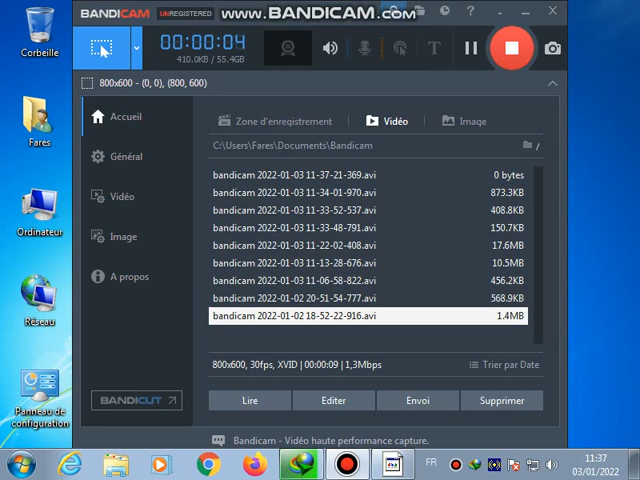 Corbeille
Fares
Ordinateur
Réseau
Panneau de
configuration
BANDICAM UNREGISTERED
www.BANDICAM.com
00:00:04
410.0KB / 55.4GB
T
800x600 - (0, 0), (800, 600)
Accueil
Général
Vidéo
Image
A propos
BANDICUT
Zone d'enregistrement Vidéo Image
C:\Users\Fares\Documents\Bandicam
/
bandicam 2022-01-03 11-37-21-369.avi 0 bytes
bandicam 2022-01-03 11-34-01-970.avi 873.3KB
bandicam 2022-01-03 11-33-52-537.avi 408.8KB
bandicam 2022-01-03 11-33-48-791.avi 150.7KB
bandicam 2022-01-03 11-22-02-408.avi 17.6MB
bandicam 2022-01-03 11-13-28-676.avi 10.5MB
bandicam 2022-01-03 11-06-58-822.avi 456.2KB
bandicam 2022-01-02 20-51-54-777.avi 568.9KB
bandicam 2022-01-02 18-52-22-916.avi 1.4MB
800x600, 30fps, XVID | 00:00:09 | 1,3Mbps Trier par Date
Lire Editer Envoi Supprimer
Bandicam - Vidéo haute performance capture.
FR
11:37
03/01/2022